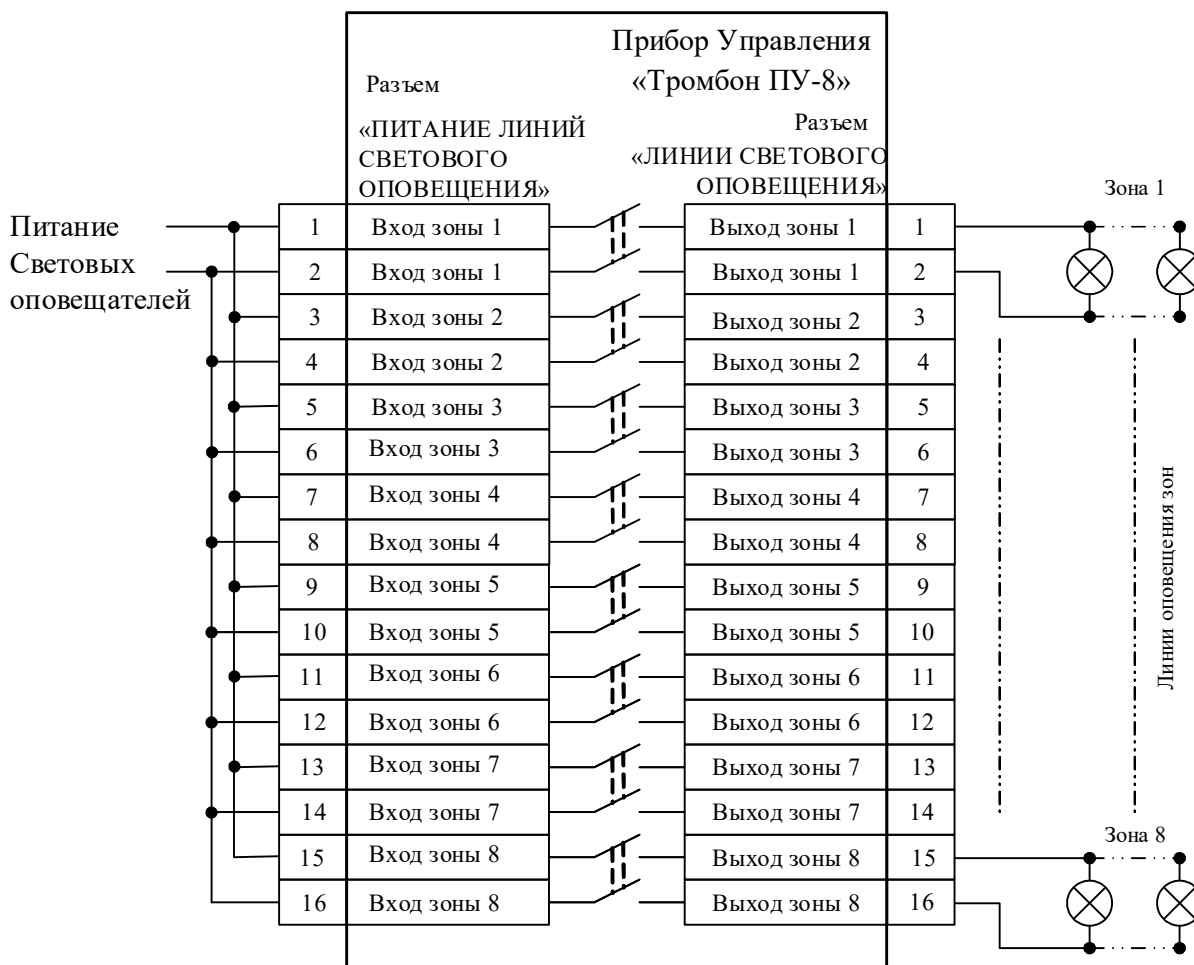 Прибор Управления
«Тромбон ПУ-8»
Разъем
«ПИТАНИЕ ЛИНИЙ
СВЕТОВОГО
ОПОВЕЩЕНИЯ»
Разъем
«ЛИНИИ СВЕТОВОГО
ОПОВЕЩЕНИЯ»
Питание
Световых
оповещателей
1 Вход зоны 1 Выход зоны 1 1
2 Вход зоны 1 Выход зоны 1 2
3 Вход зоны 2 Выход зоны 2 3
4 Вход зоны 2 Выход зоны 2 4
5 Вход зоны 3 Выход зоны 3 5
6 Вход зоны 3 Выход зоны 3 6
7 Вход зоны 4 Выход зоны 4 7
8 Вход зоны 4 Выход зоны 4 8
9 Вход зоны 5 Выход зоны 5 9
10 Вход зоны 5 Выход зоны 5 10
11 Вход зоны 6 Выход зоны 6 11
12 Вход зоны 6 Выход зоны 6 12
13 Вход зоны 7 Выход зоны 7 13
14 Вход зоны 7 Выход зоны 7 14
15 Вход зоны 8 Выход зоны 8 15
16 Вход зоны 8 Выход зоны 8 16
Зона 1
Линии оповещения зон
Зона 8